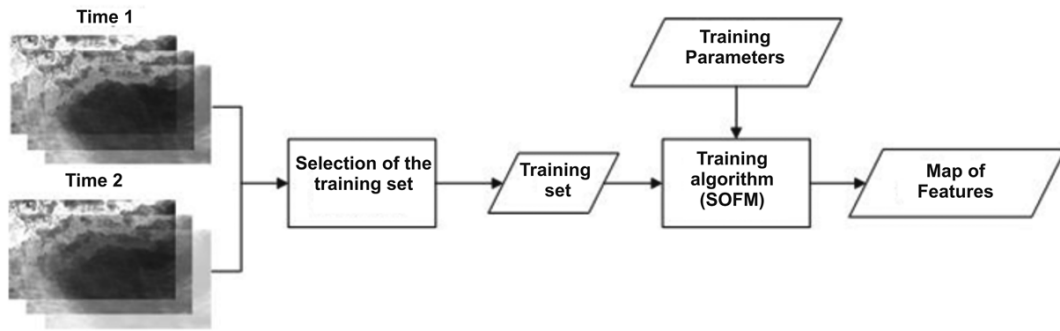 Time 1
Time 2
Selection of the
training set
Training
set
Training
Parameters
Training
algorithm
(SOFM)
Map of
Features